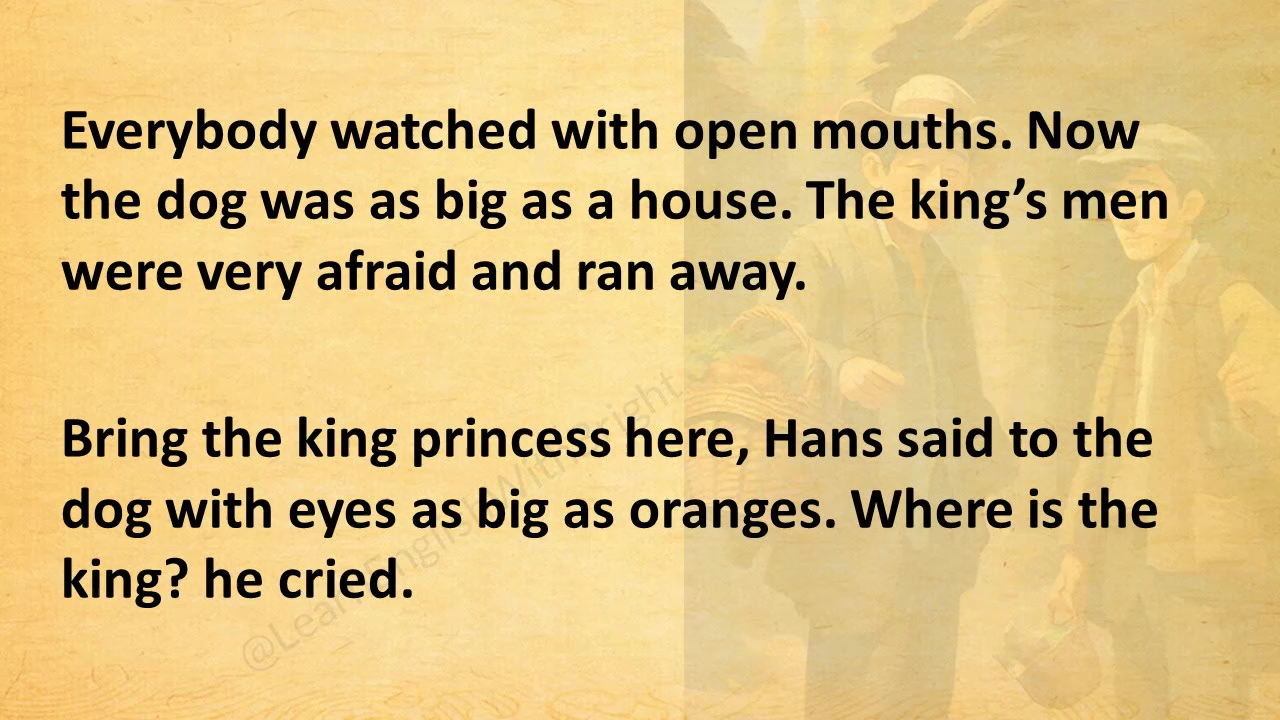 Everybody watched with open mouths. Now
the dog was as big as a house. The king’s men
were very afraid and ran away.
Bring the king princess here, Hans said to the
dog with eyes as big as oranges. Where is the
king? he cried.